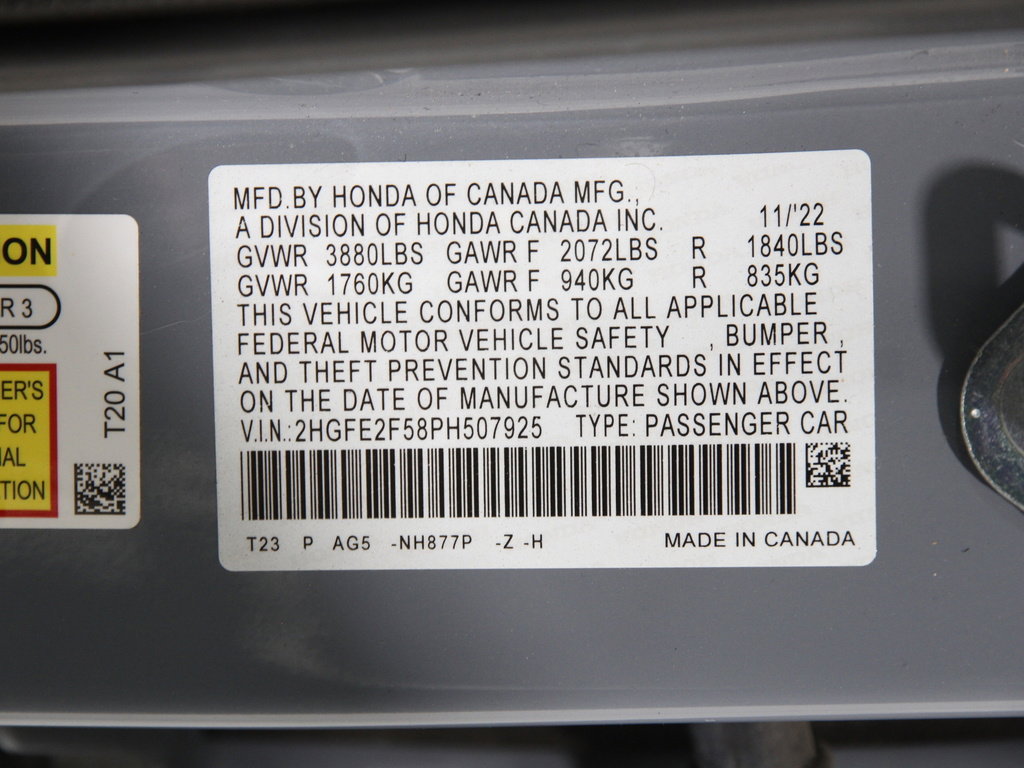 ON
R 3
50lbs.
ER'S
FOR
AL
TION
T20 A1
MFD.BY HONDA OF CANADA MFG.,
A DIVISION OF HONDA CANADA INC. 11/'22
GVWR 3880LBS GAWR F 2072LBS R 1840LBS
GVWR 1760KG GAWR F 940KG R 835KG
THIS VEHICLE CONFORMS TO ALL APPLICABLE
FEDERAL MOTOR VEHICLE SAFETY , BUMPER ,
AND THEFT PREVENTION STANDARDS IN EFFECT
ON THE DATE OF MANUFACTURE SHOWN ABOVE.
V.I.N.:2HGFE2F58PH507925 TYPE: PASSENGER CAR
T23 P AG5 -NH877P -Z -H MADE IN CANADA